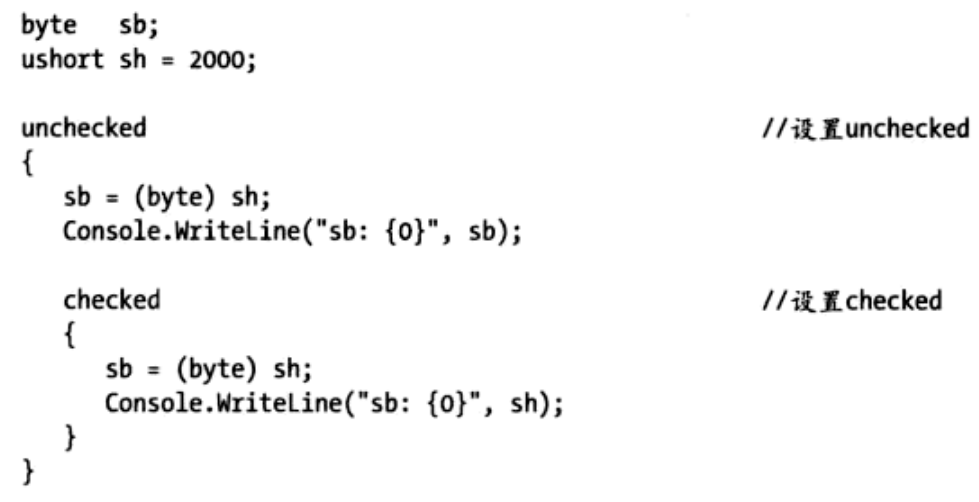 byte   sb;
ushort sh = 2000;
unchecked //设置unchecked
{
   sb = (byte) sh;
   Console.WriteLine("sb: {0}", sb);
   checked //设置checked
   {
      sb = (byte) sh;
      Console.WriteLine("sb: {0}", sh);
   }
}